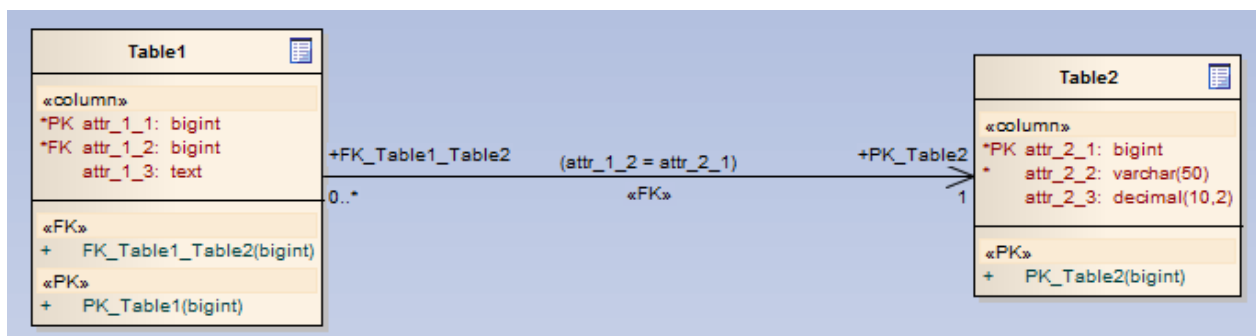 Table1
«column»
*PK attr_1_1: bigint
*FK attr_1_2: bigint
attr_1_3: text
«FK»
+ FK_Table1_Table2(bigint)
«PK»
+ PK_Table1(bigint)
+FK_Table1_Table2
0..*
(attr_1_2 = attr_2_1)
«FK»
+PK_Table2
1
Table2
«column»
*PK attr_2_1: bigint
* attr_2_2: varchar(50)
attr_2_3: decimal(10,2)
«PK»
+ PK_Table2(bigint)